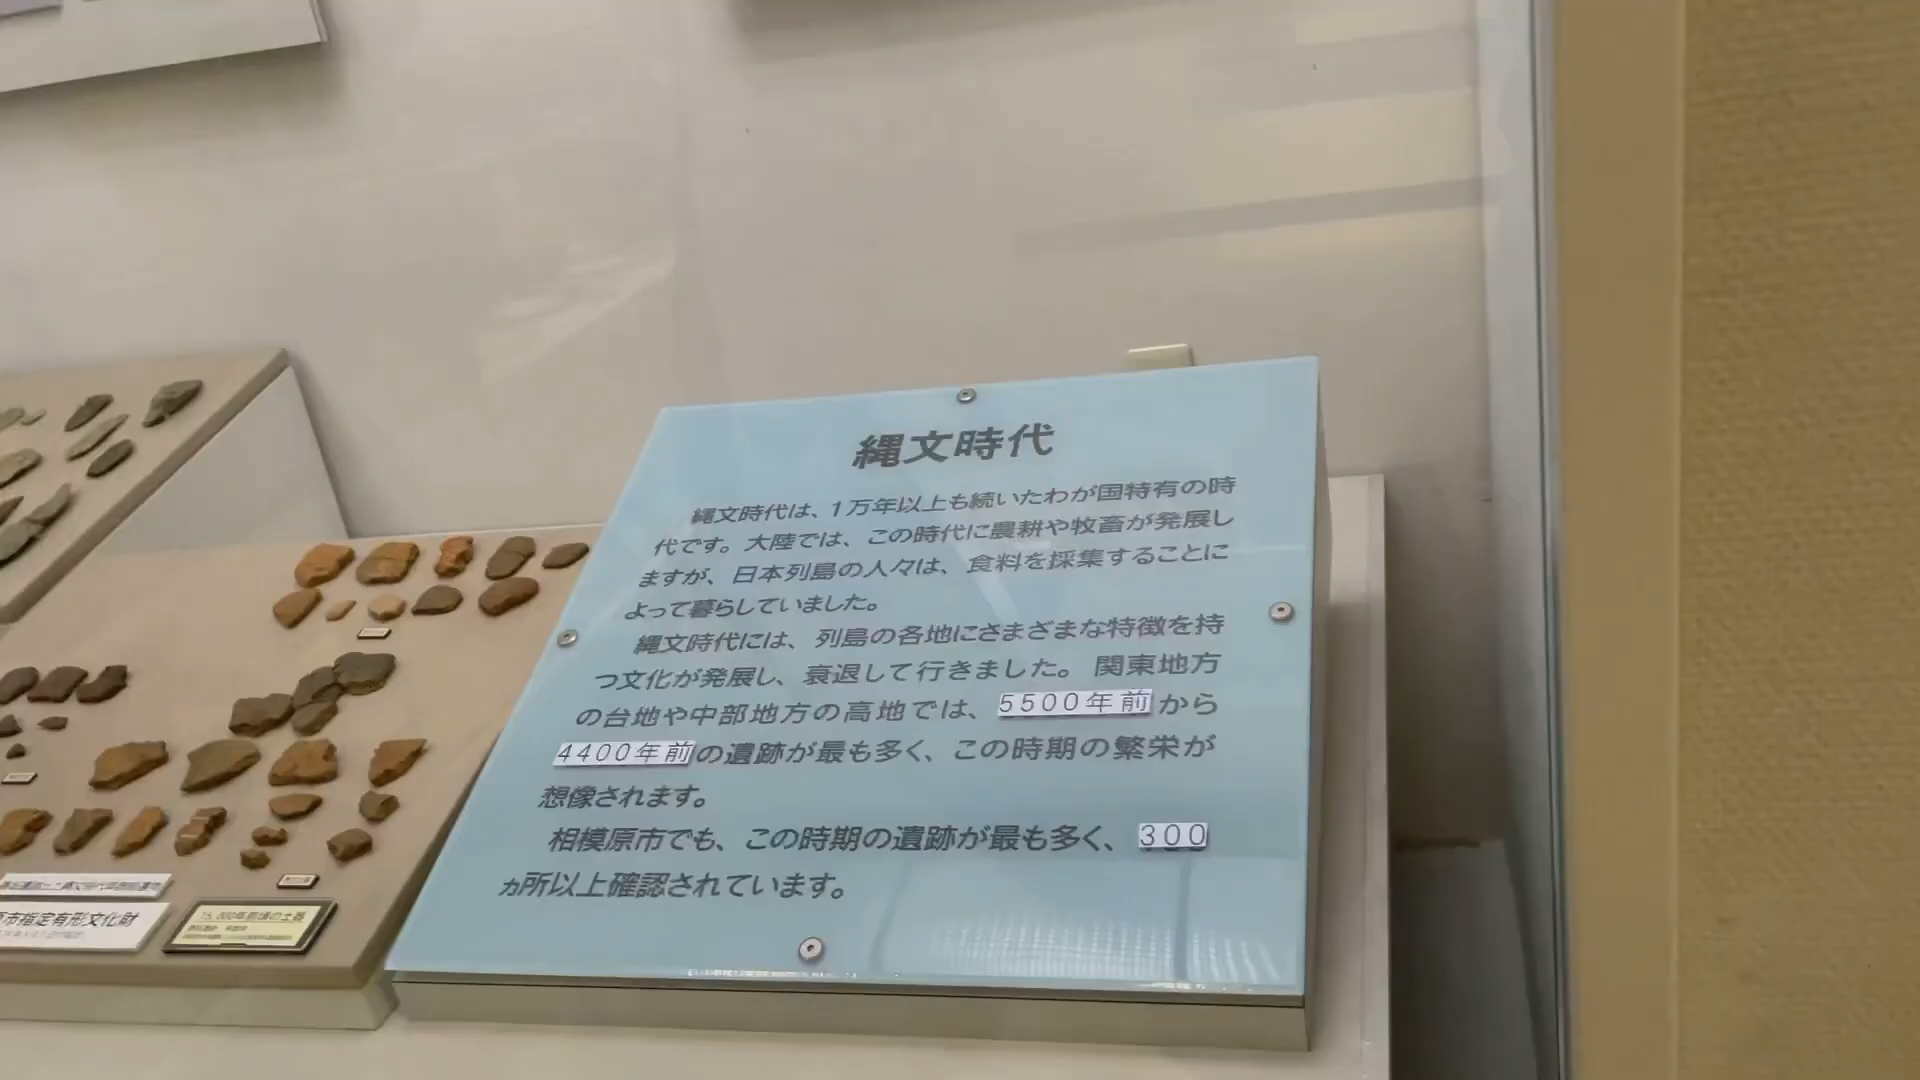 縄文時代
縄文時代は、1万年以上も続いたわが国特有の時
代です。大陸では、この時代に農耕や牧畜が発展し
ますが、日本列島の人々は、食料を採集することに
よって暮らしていました。
縄文時代には、列島の各地にさまざまな特徴を持
つ文化が発展し、衰退して行きました。関東地方
の台地や中部地方の高地では、5500年前から
4400年前の遺跡が最も多く、この時期の繁栄が
想像されます。
相模原市でも、この時期の遺跡が最も多く、300
ヵ所以上確認されています。
市指定有形文化財
15,000年前頃の土器